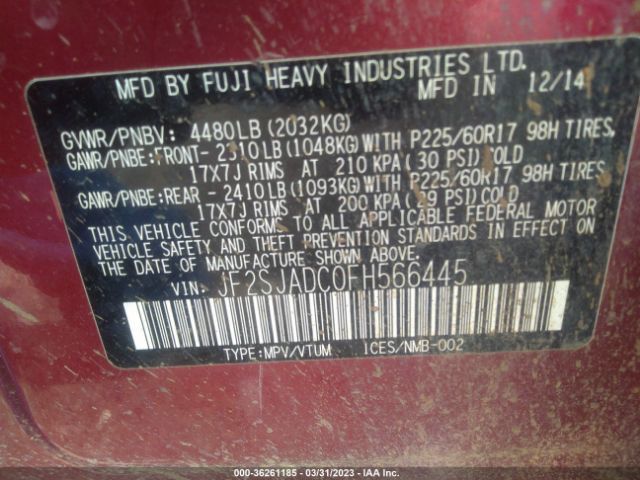 MFD BY FUJI HEAVY INDUSTRIES LTD.
MFD IN 12/14
GVWR/PNBV: 4480LB (2032KG)
GAWR/PNBE:FRONT- 2310LB (1048KG) WITH P225/60R17 98H TIRES,
17X7J RIMS AT 210 KPA (30 PSI) COLD
GAWR/PNBE:REAR - 2410LB (1093KG) WITH P225/60R17 98H TIRES,
17X7J RIMS AT 200 KPA (29 PSI) COLD
THIS VEHICLE CONFORMS TO ALL APPLICABLE FEDERAL MOTOR
VEHICLE SAFETY AND THEFT PREVENTION STANDARDS IN EFFECT ON
THE DATE OF MANUFACTURE SHOWN ABOVE.
VIN: JF2SJADC0FH566445
TYPE:MPV/VTUM ICES/NMB-002
000-36261185 - 03/31/2023 - IAA Inc.